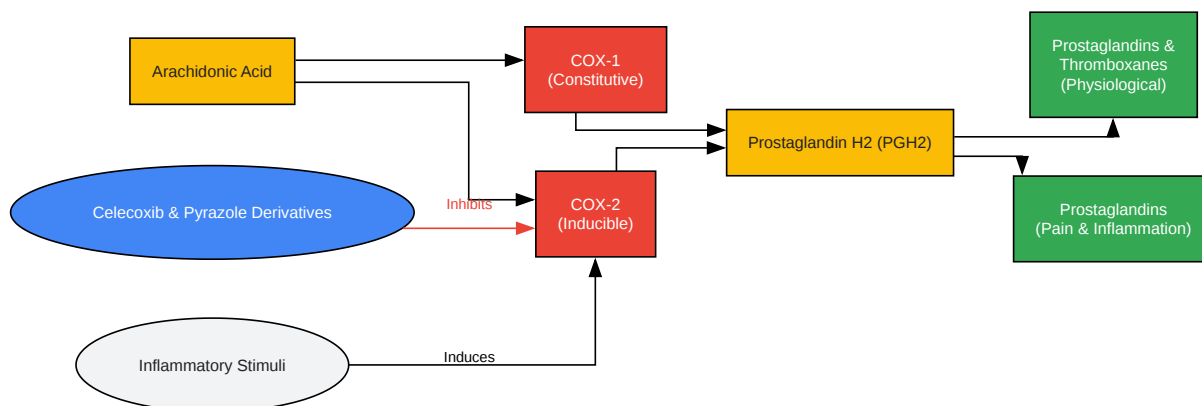 Arachidonic Acid
COX-1
(Constitutive)
Prostaglandins &
Thromboxanes
(Physiological)
Prostaglandin H2 (PGH2)
Celecoxib & Pyrazole Derivatives
Inhibits
COX-2
(Inducible)
Prostaglandins
(Pain & Inflammation)
Inflammatory Stimuli
Induces